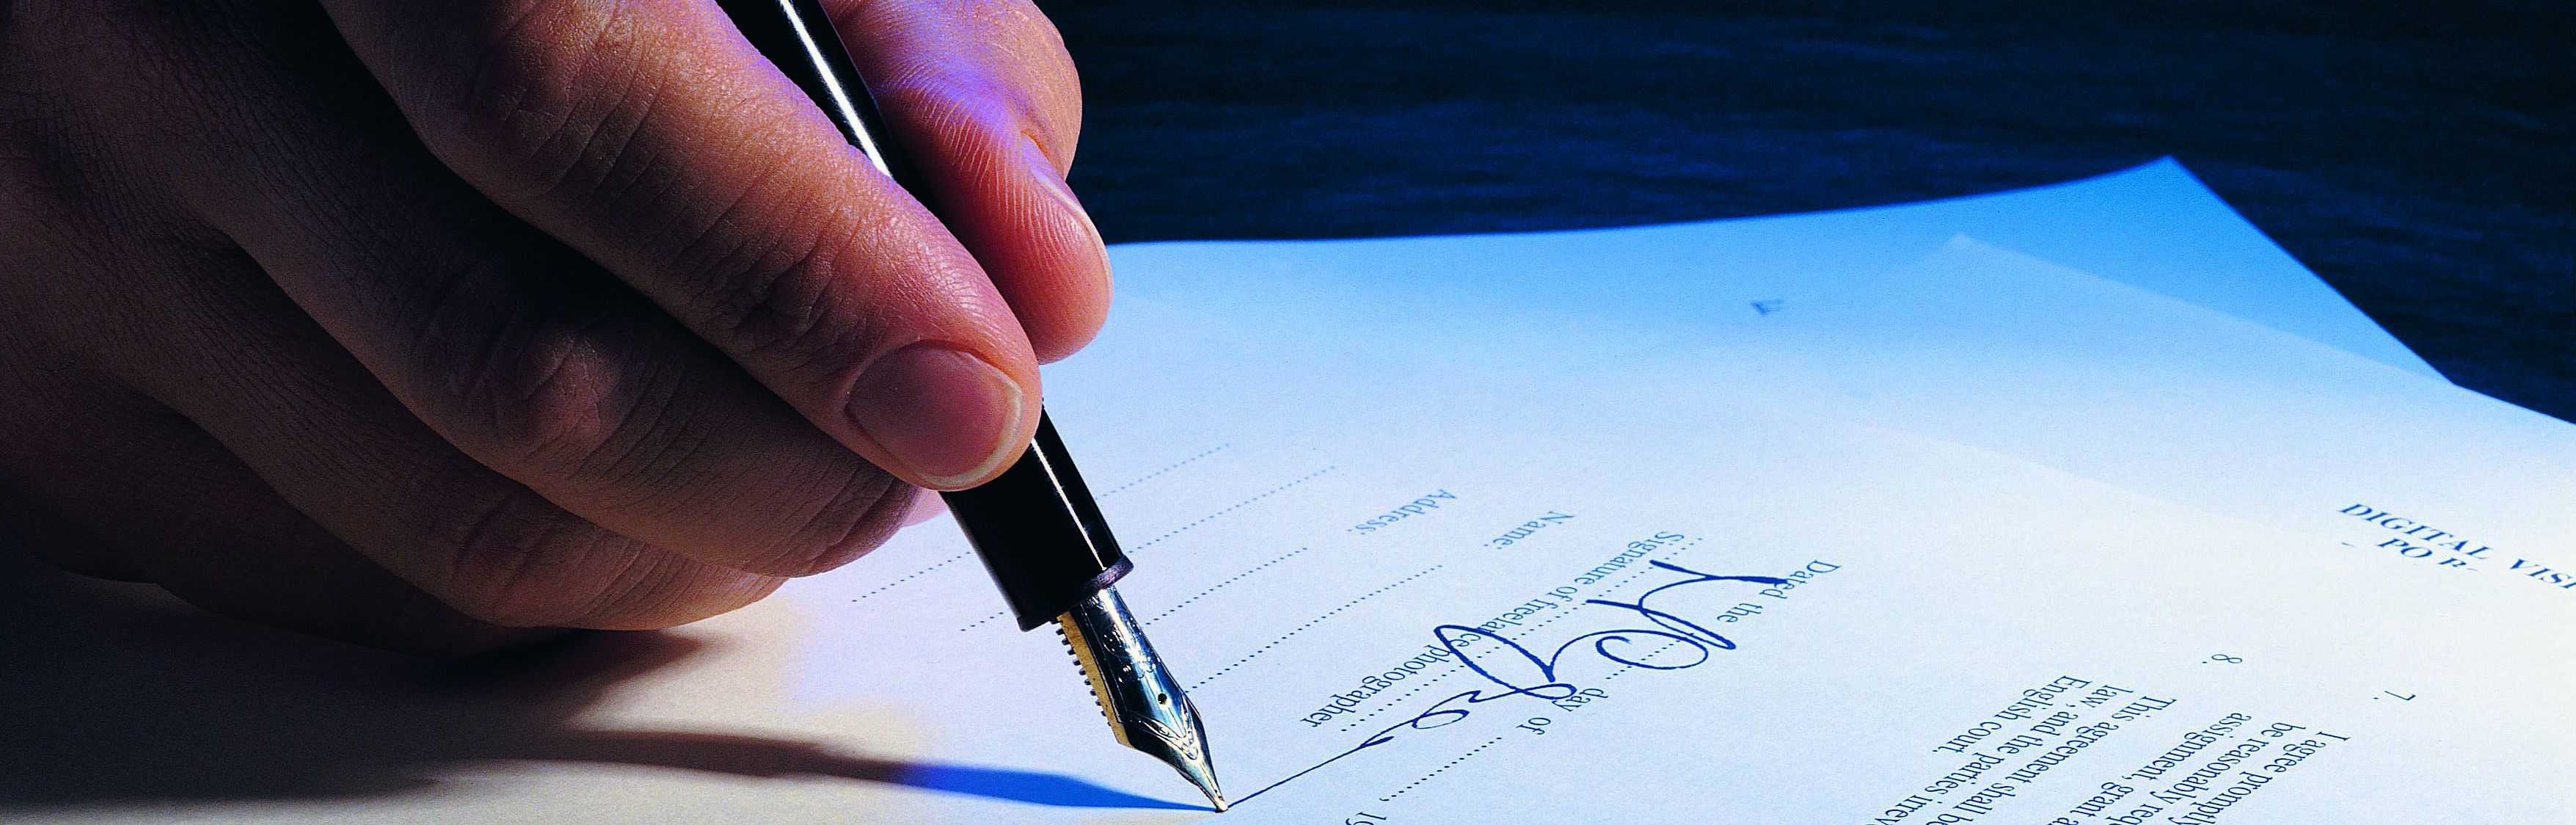 7. I agree promptly
be reasonably req
assignment, grant a
8. This agreement shall be
law, and the parties irrev
English court.
Dated the ........ day of ........, 19
Signature of freelance photographer
Name:
Address:
DIGITAL VISI